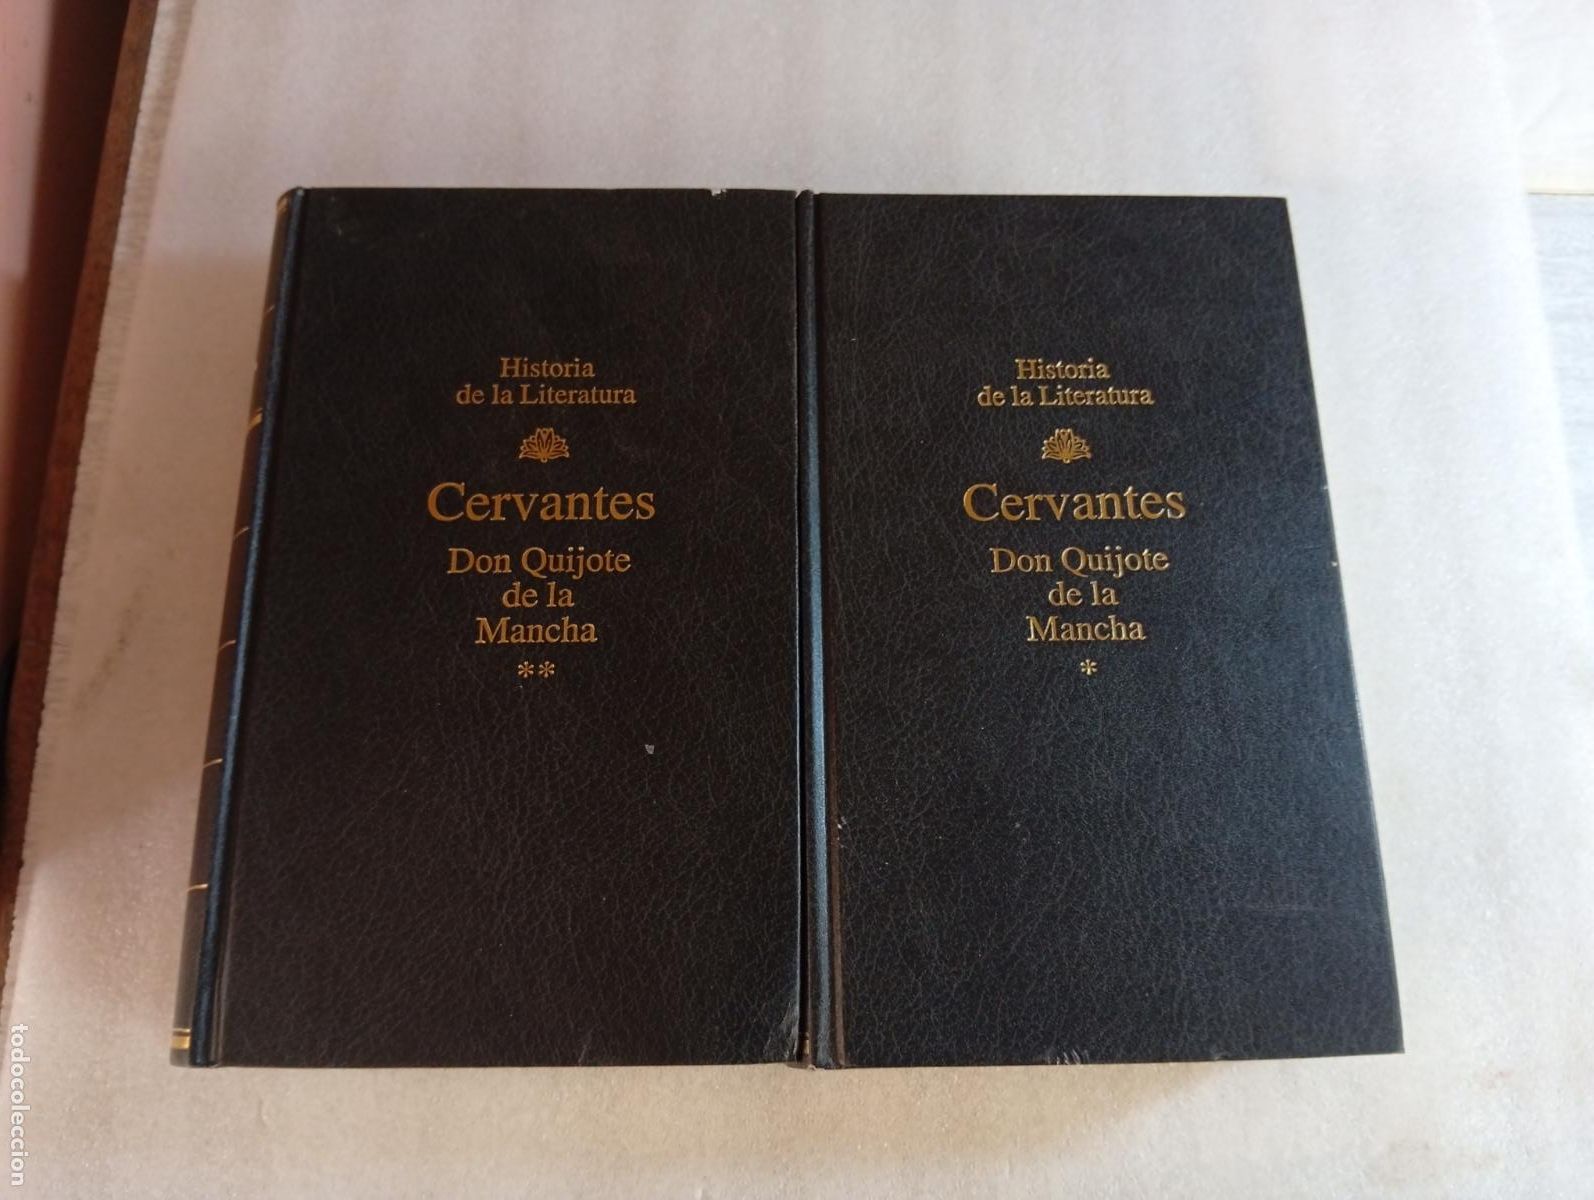 Historia
de la Literatura
Cervantes
Don Quijote
de la
Mancha
**
Historia
de la Literatura
Cervantes
Don Quijote
de la
Mancha
*
todocoleccion